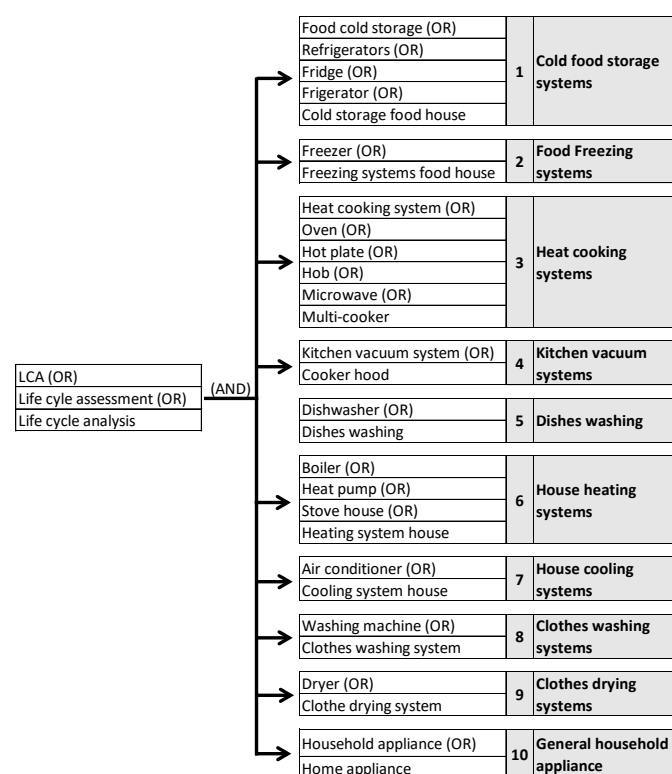 Food cold storage (OR)
Refrigerators (OR)
Fridge (OR)
Frigerator (OR)
Cold storage food house
1
Cold food storage
systems
Freezer (OR)
Freezing systems food house
2
Food Freezing
systems
Heat cooking system (OR)
Oven (OR)
Hot plate (OR)
Hob (OR)
Microwave (OR)
Multi-cooker
3
Heat cooking
systems
LCA (OR)
Life cyle assessment (OR)
Life cycle analysis
(AND)
Kitchen vacuum system (OR)
Cooker hood
4
Kitchen vacuum
systems
Dishwasher (OR)
Dishes washing
5
Dishes washing
Boiler (OR)
Heat pump (OR)
Stove house (OR)
Heating system house
6
House heating
systems
Air conditioner (OR)
Cooling system house
7
House cooling
systems
Washing machine (OR)
Clothes washing system
8
Clothes washing
systems
Dryer (OR)
Clothe drying system
9
Clothes drying
systems
Household appliance (OR)
Home appliance
10
General household
appliance